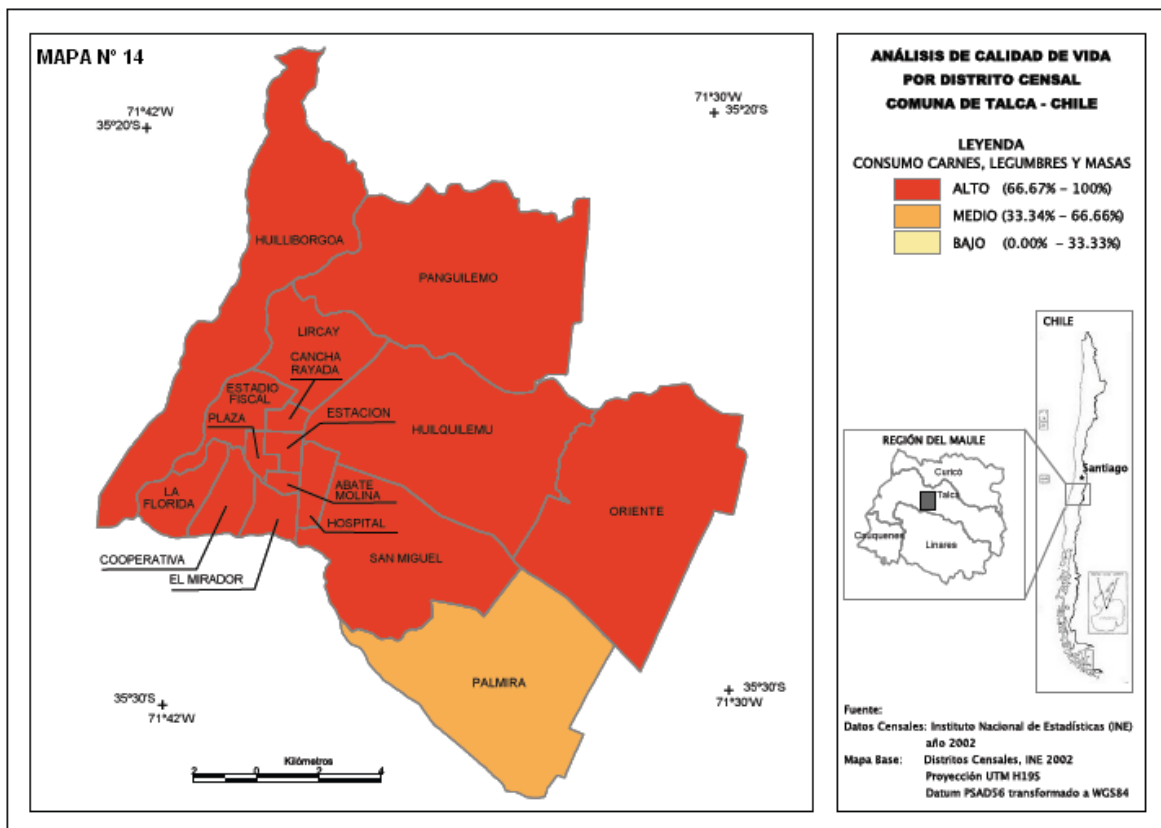 MAPA N° 14
71°42'W
35°20'S
71°30'W
35°20'S
HUILLIBORGOA
PANGUILEMO
LIRCAY
CANCHA
RAYADA
ESTADIO
FISCAL
PLAZA
ESTACION
HUILQUILEMU
LA
FLORIDA
ABATE
MOLINA
HOSPITAL
ORIENTE
COOPERATIVA
EL MIRADOR
SAN MIGUEL
PALMIRA
35º30'S
71°42'W
35º30'S
71°30'W
Kilómetros
2 0 2 4
ANÁLISIS DE CALIDAD DE VIDA
POR DISTRITO CENSAL
COMUNA DE TALCA - CHILE
LEYENDA
CONSUMO CARNES, LEGUMBRES Y MASAS
ALTO (66.67% - 100%)
MEDIO (33.34% - 66.66%)
BAJO (0.00% - 33.33%)
CHILE
Santiago
REGIÓN DEL MAULE
Curicó
Talca
Cauquenes
Linares
Fuente:
Datos Censales: Instituto Nacional de Estadísticas (INE)
año 2002
Mapa Base: Distritos Censales, INE 2002
Proyección UTM H19S
Datum PSAD56 transformado a WGS84